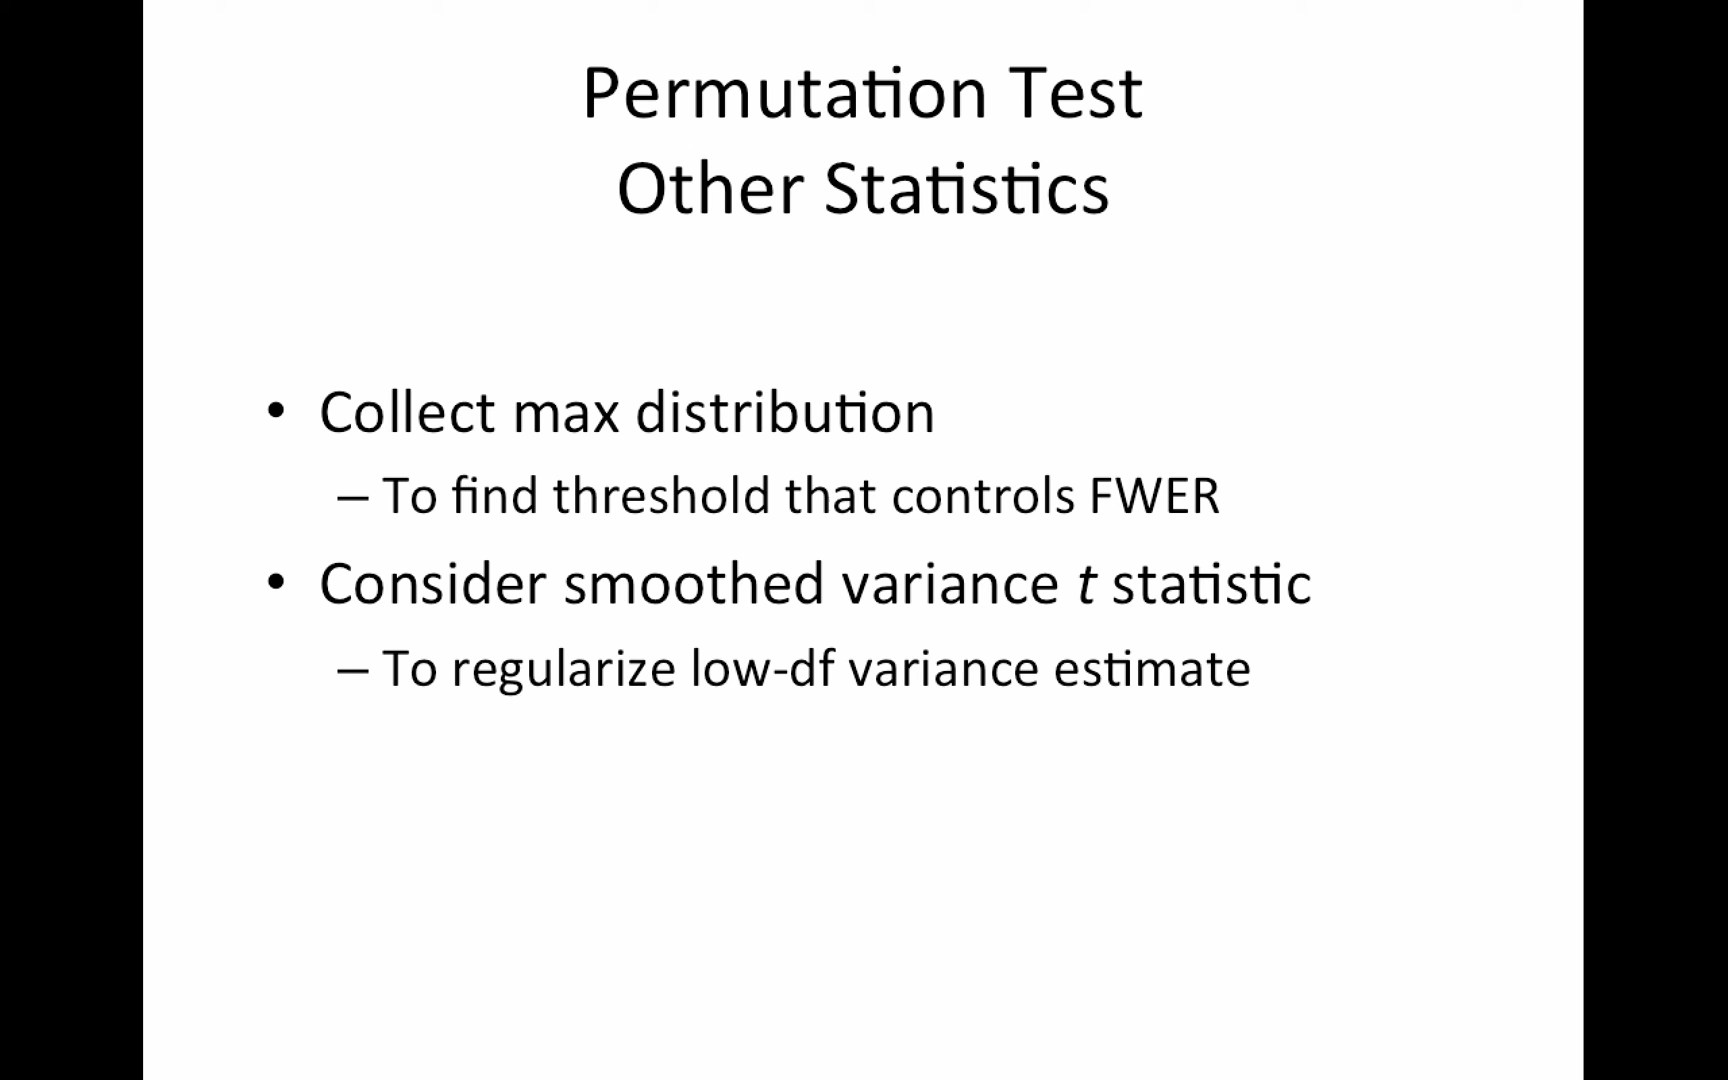 Permutation Test
Other Statistics
• Collect max distribution
– To find threshold that controls FWER
• Consider smoothed variance t statistic
– To regularize low-df variance estimate